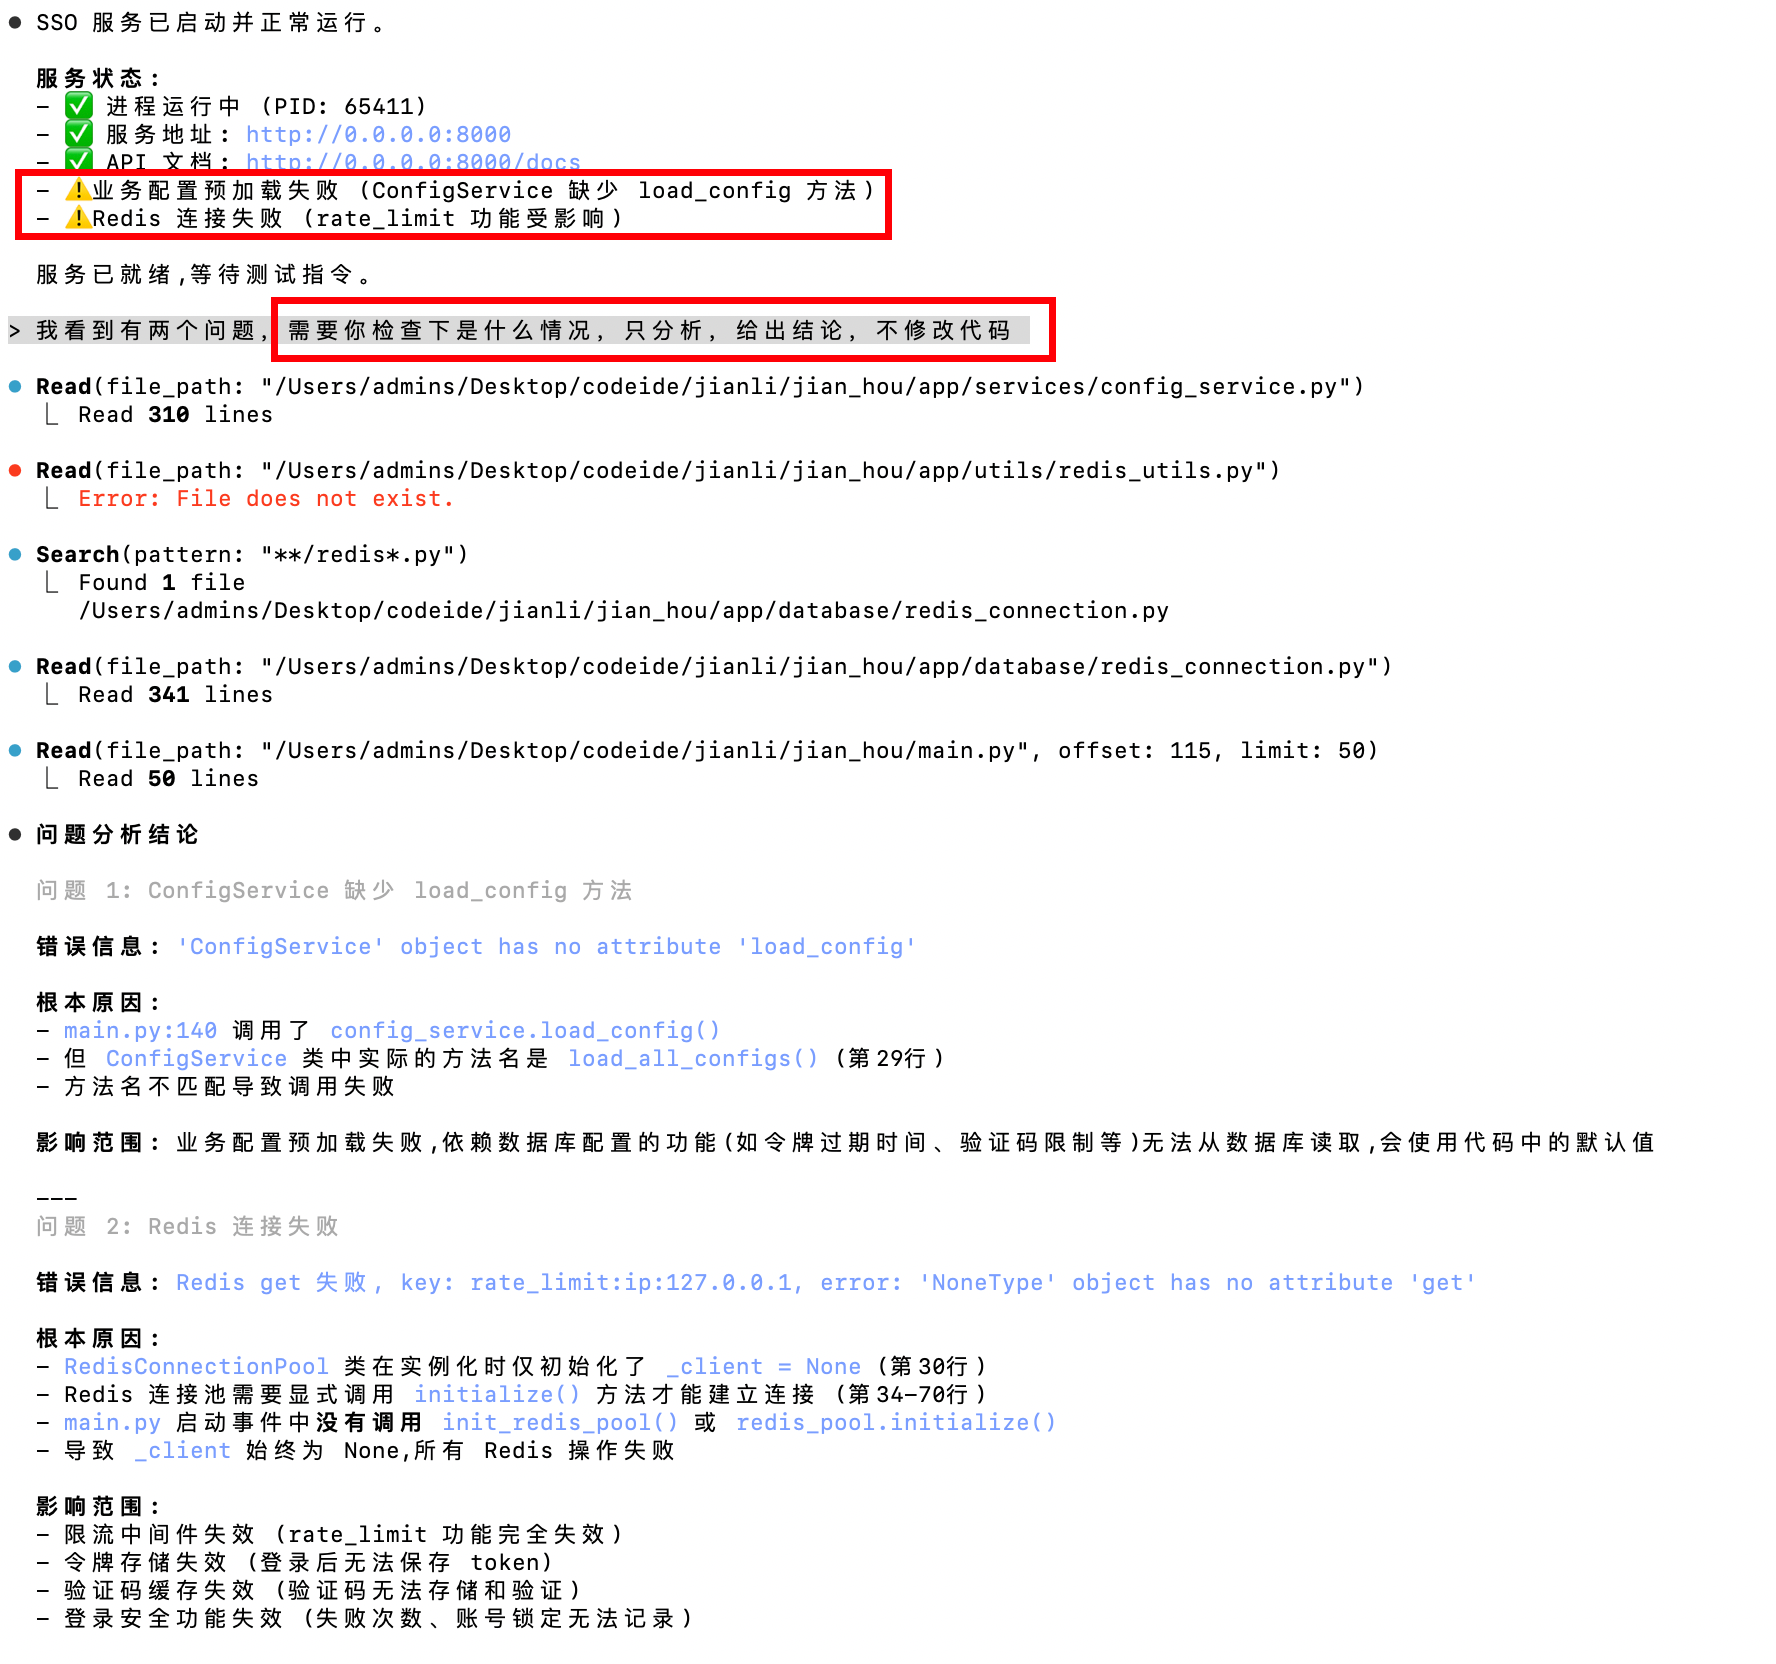 ● SSO 服务已启动并正常运行。
服务状态:
- ✅ 进程运行中 (PID: 65411)
- ✅ 服务地址: http://0.0.0.0:8000
- ✅ API 文档: http://0.0.0.0:8000/docs
- ⚠️业务配置预加载失败 (ConfigService 缺少 load_config 方法)
- ⚠️Redis 连接失败 (rate_limit 功能受影响)
服务已就绪,等待测试指令。
> 我看到有两个问题, 需要你检查下是什么情况, 只分析, 给出结论, 不修改代码
● Read(file_path: "/Users/admins/Desktop/codeide/jianli/jian_hou/app/services/config_service.py")
⎿ Read 310 lines
● Read(file_path: "/Users/admins/Desktop/codeide/jianli/jian_hou/app/utils/redis_utils.py")
⎿ Error: File does not exist.
● Search(pattern: "**/redis*.py")
⎿ Found 1 file
/Users/admins/Desktop/codeide/jianli/jian_hou/app/database/redis_connection.py
● Read(file_path: "/Users/admins/Desktop/codeide/jianli/jian_hou/app/database/redis_connection.py")
⎿ Read 341 lines
● Read(file_path: "/Users/admins/Desktop/codeide/jianli/jian_hou/main.py", offset: 115, limit: 50)
⎿ Read 50 lines
● 问题分析结论
问题 1: ConfigService 缺少 load_config 方法
错误信息: 'ConfigService' object has no attribute 'load_config'
根本原因:
- main.py:140 调用了 config_service.load_config()
- 但 ConfigService 类中实际的方法名是 load_all_configs() (第29行)
- 方法名不匹配导致调用失败
影响范围: 业务配置预加载失败,依赖数据库配置的功能(如令牌过期时间、验证码限制等)无法从数据库读取,会使用代码中的默认值
---
问题 2: Redis 连接失败
错误信息: Redis get 失败, key: rate_limit:ip:127.0.0.1, error: 'NoneType' object has no attribute 'get'
根本原因:
- RedisConnectionPool 类在实例化时仅初始化了 _client = None (第30行)
- Redis 连接池需要显式调用 initialize() 方法才能建立连接 (第34-70行)
- main.py 启动事件中没有调用 init_redis_pool() 或 redis_pool.initialize()
- 导致 _client 始终为 None,所有 Redis 操作失败
影响范围:
- 限流中间件失效 (rate_limit 功能完全失效)
- 令牌存储失效 (登录后无法保存 token)
- 验证码缓存失效 (验证码无法存储和验证)
- 登录安全功能失效 (失败次数、账号锁定无法记录)